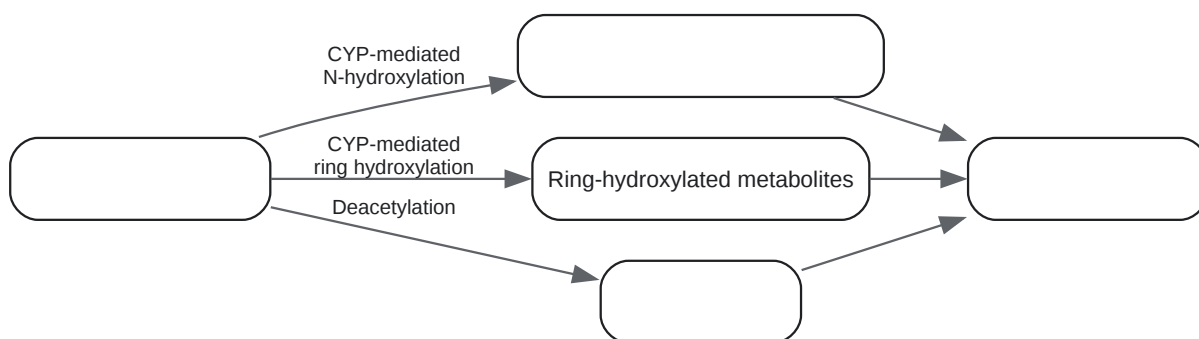 CYP-mediated
N-hydroxylation
CYP-mediated
ring hydroxylation
Ring-hydroxylated metabolites
Deacetylation